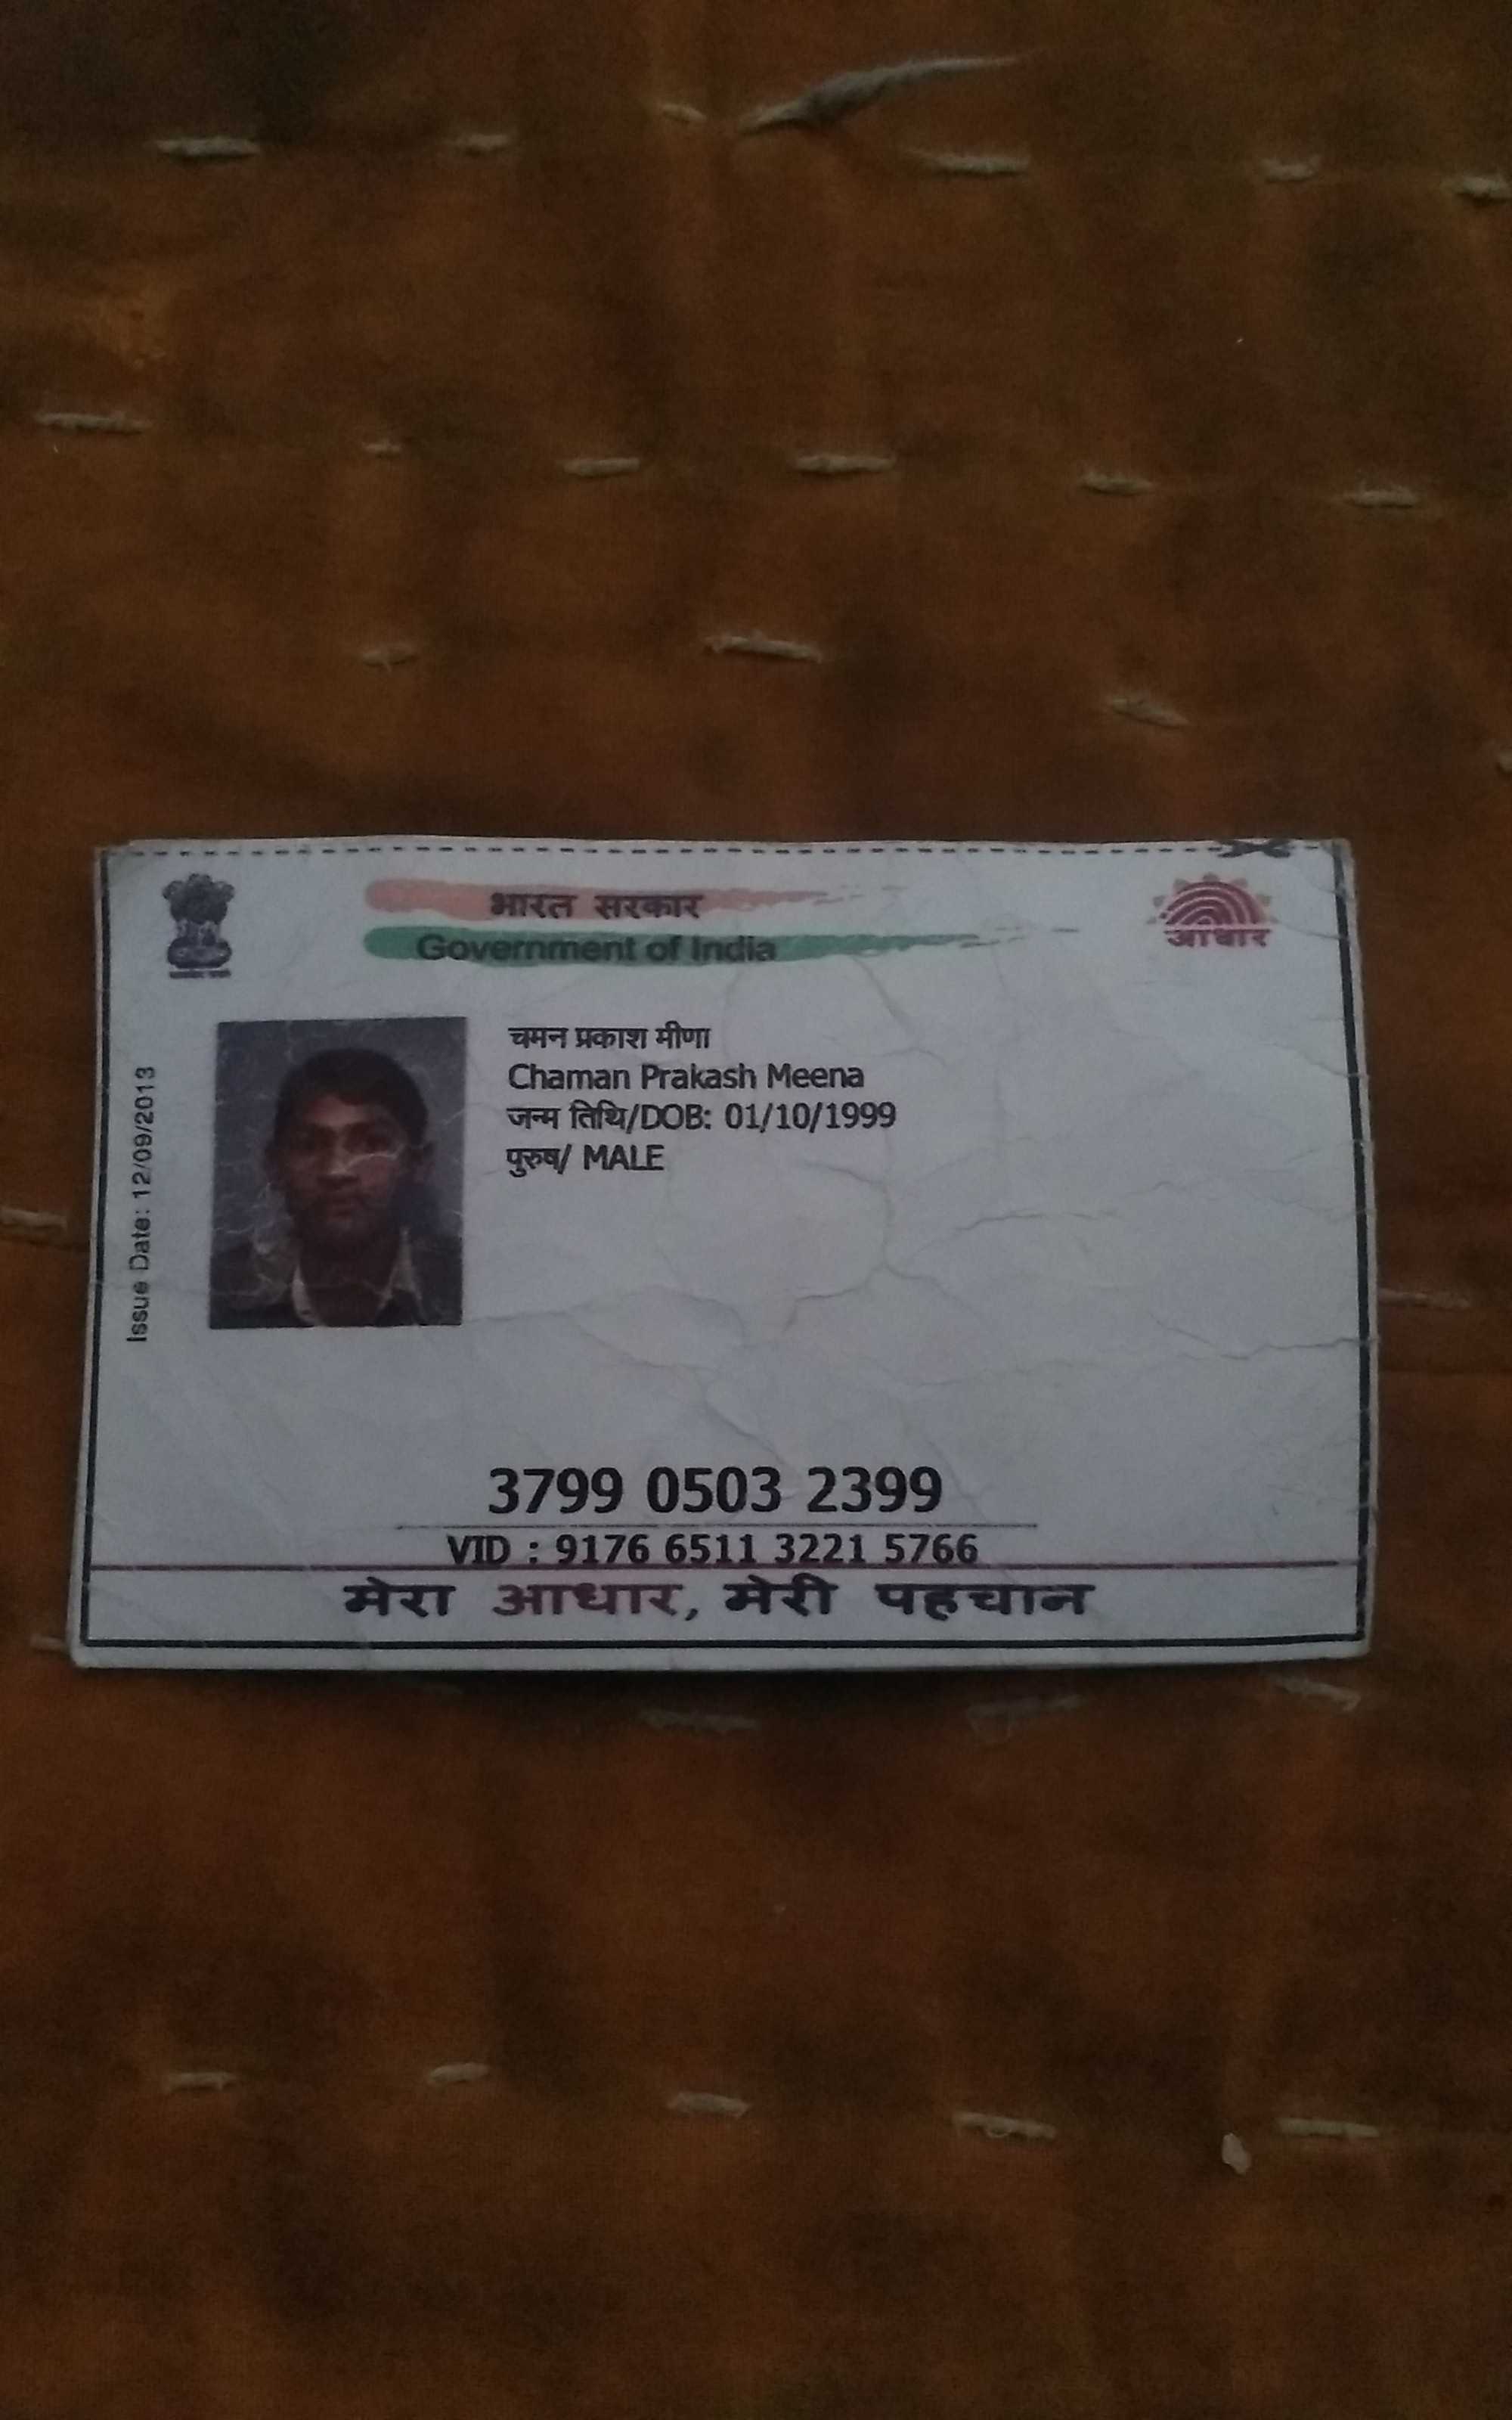 भारत सरकार
Government of India
आधार
Issue Date: 12/09/2013
चमन प्रकाश मीणा
Chaman Prakash Meena
जन्म तिथि/DOB: 01/10/1999
पुरुष/ MALE
3799 0503 2399
VID : 9176 6511 3221 5766
मेरा आधार, मेरी पहचान